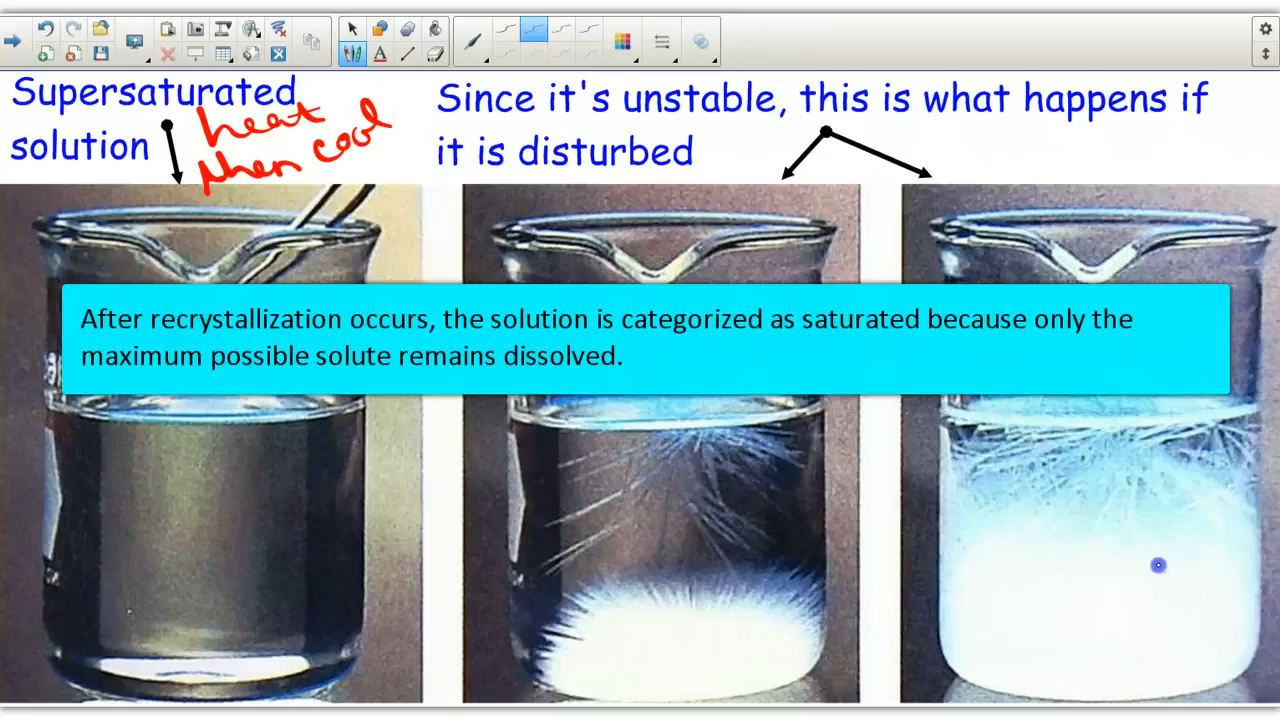 Supersaturated
solution
heat
then cool
Since it's unstable, this is what happens if
it is disturbed
After recrystallization occurs, the solution is categorized as saturated because only the
maximum possible solute remains dissolved.